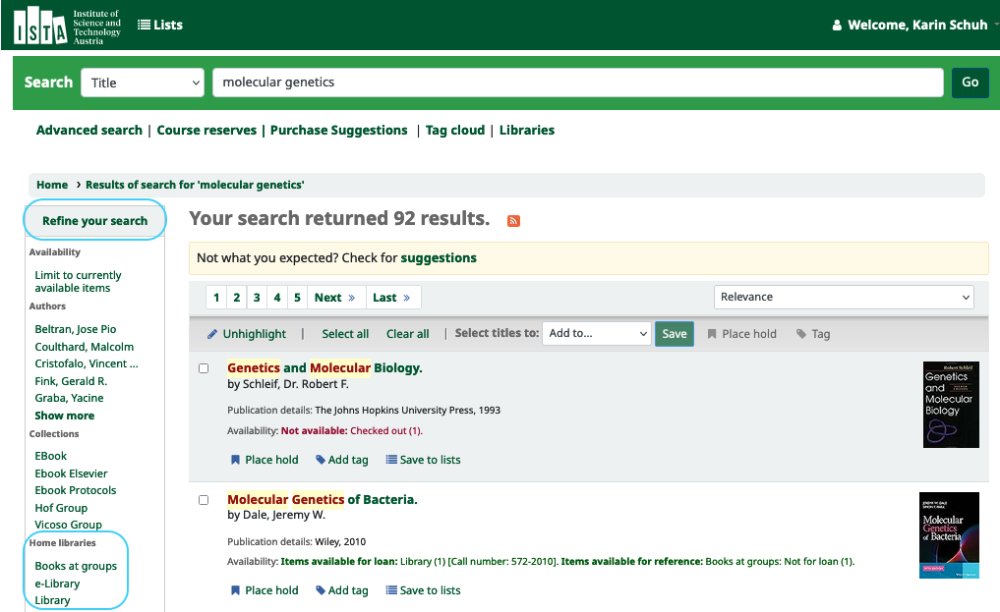 ISTA
Institute of
Science and
Technology
Austria
Lists
Welcome, Karin Schuh
Search
Title
molecular genetics
Go
Advanced search | Course reserves | Purchase Suggestions | Tag cloud | Libraries
Home › Results of search for 'molecular genetics'
Refine your search
Availability
Limit to currently
available items
Authors
Beltran, Jose Pio
Coulthard, Malcolm
Cristofalo, Vincent ...
Fink, Gerald R.
Graba, Yacine
Show more
Collections
EBook
Ebook Elsevier
Ebook Protocols
Hof Group
Vicoso Group
Home libraries
Books at groups
e-Library
Library
Your search returned 92 results.
Not what you expected? Check for suggestions
1 2 3 4 5 Next » Last »
Relevance
Unhighlight | Select all Clear all | Select titles to: Add to... Save Place hold Tag
Genetics and Molecular Biology.
by Schleif, Dr. Robert F.
Publication details: The Johns Hopkins University Press, 1993
Availability: Not available: Checked out (1).
Place hold Add tag Save to lists
Robert Schleif
Genetics
and
Molecular
Biology
Molecular Genetics of Bacteria.
by Dale, Jeremy W.
Publication details: Wiley, 2010
Availability: Items available for loan: Library (1) [Call number: 572-2010]. Items available for reference: Books at groups: Not for loan (1).
Place hold Add tag Save to lists
Molecular
Genetics
of Bacteria